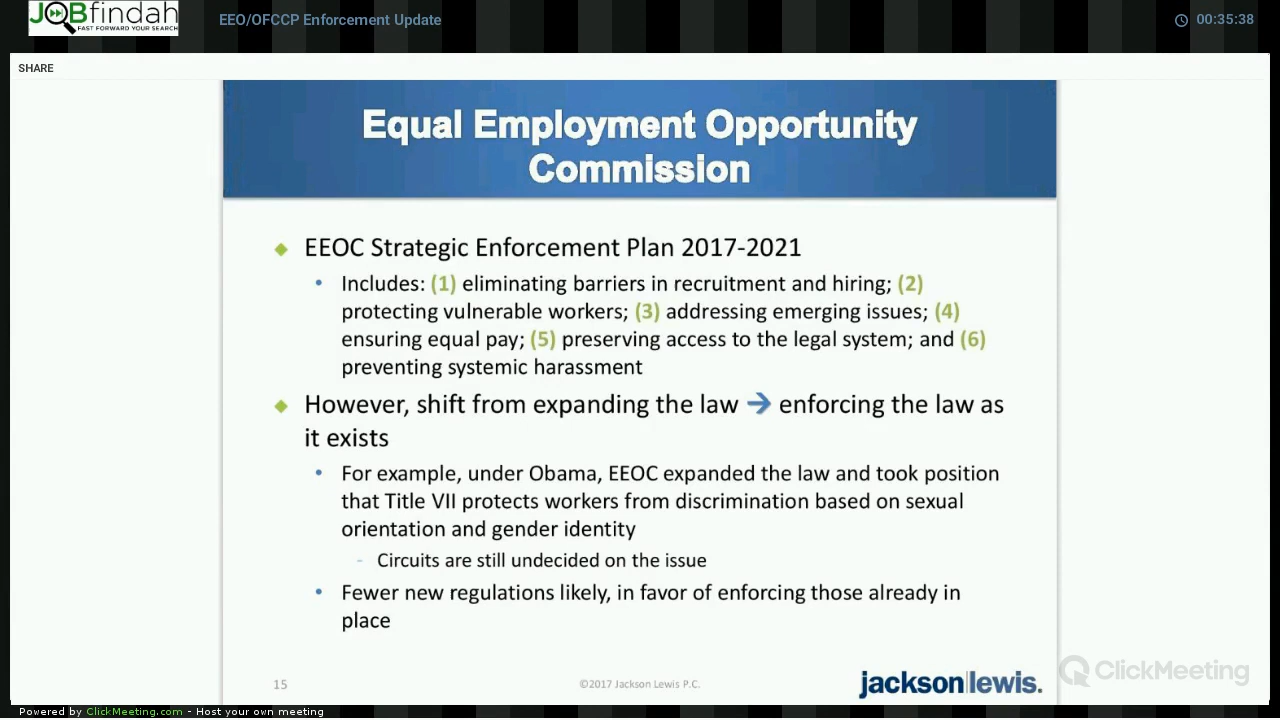 JOBfindah
FAST FORWARD YOUR SEARCH
EEO/OFCCP Enforcement Update
00:35:38
SHARE
Equal Employment Opportunity
Commission
EEOC Strategic Enforcement Plan 2017-2021
Includes: (1) eliminating barriers in recruitment and hiring; (2)
protecting vulnerable workers; (3) addressing emerging issues; (4)
ensuring equal pay; (5) preserving access to the legal system; and (6)
preventing systemic harassment
However, shift from expanding the law → enforcing the law as
it exists
For example, under Obama, EEOC expanded the law and took position
that Title VII protects workers from discrimination based on sexual
orientation and gender identity
- Circuits are still undecided on the issue
Fewer new regulations likely, in favor of enforcing those already in
place
15
©2017 Jackson Lewis P.C.
jackson|lewis.
ClickMeeting
Powered by ClickMeeting.com - Host your own meeting